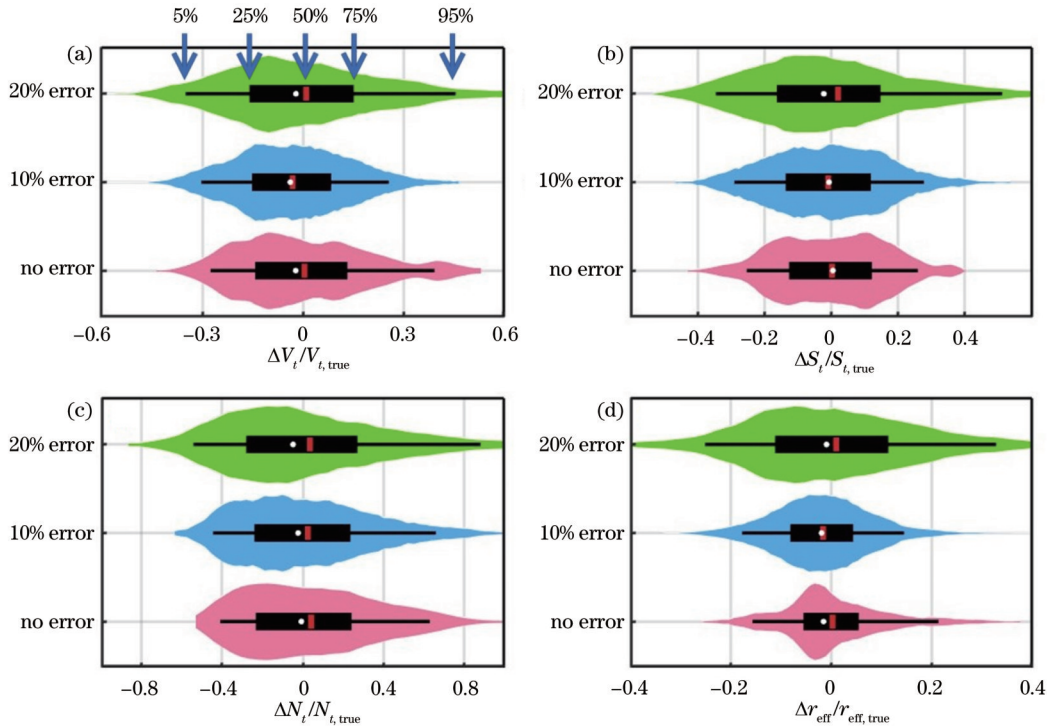 5% 25% 50% 75% 95%
(a)
20% error
10% error
no error
−0.6 −0.3 0 0.3 0.6
ΔV_t/V_t, true
(b)
20% error
10% error
no error
−0.4 −0.2 0 0.2 0.4
ΔS_t/S_t, true
(c)
20% error
10% error
no error
−0.8 −0.4 0 0.4 0.8
ΔN_t/N_t, true
(d)
20% error
10% error
no error
−0.4 −0.2 0 0.2 0.4
Δr_eff/r_eff, true